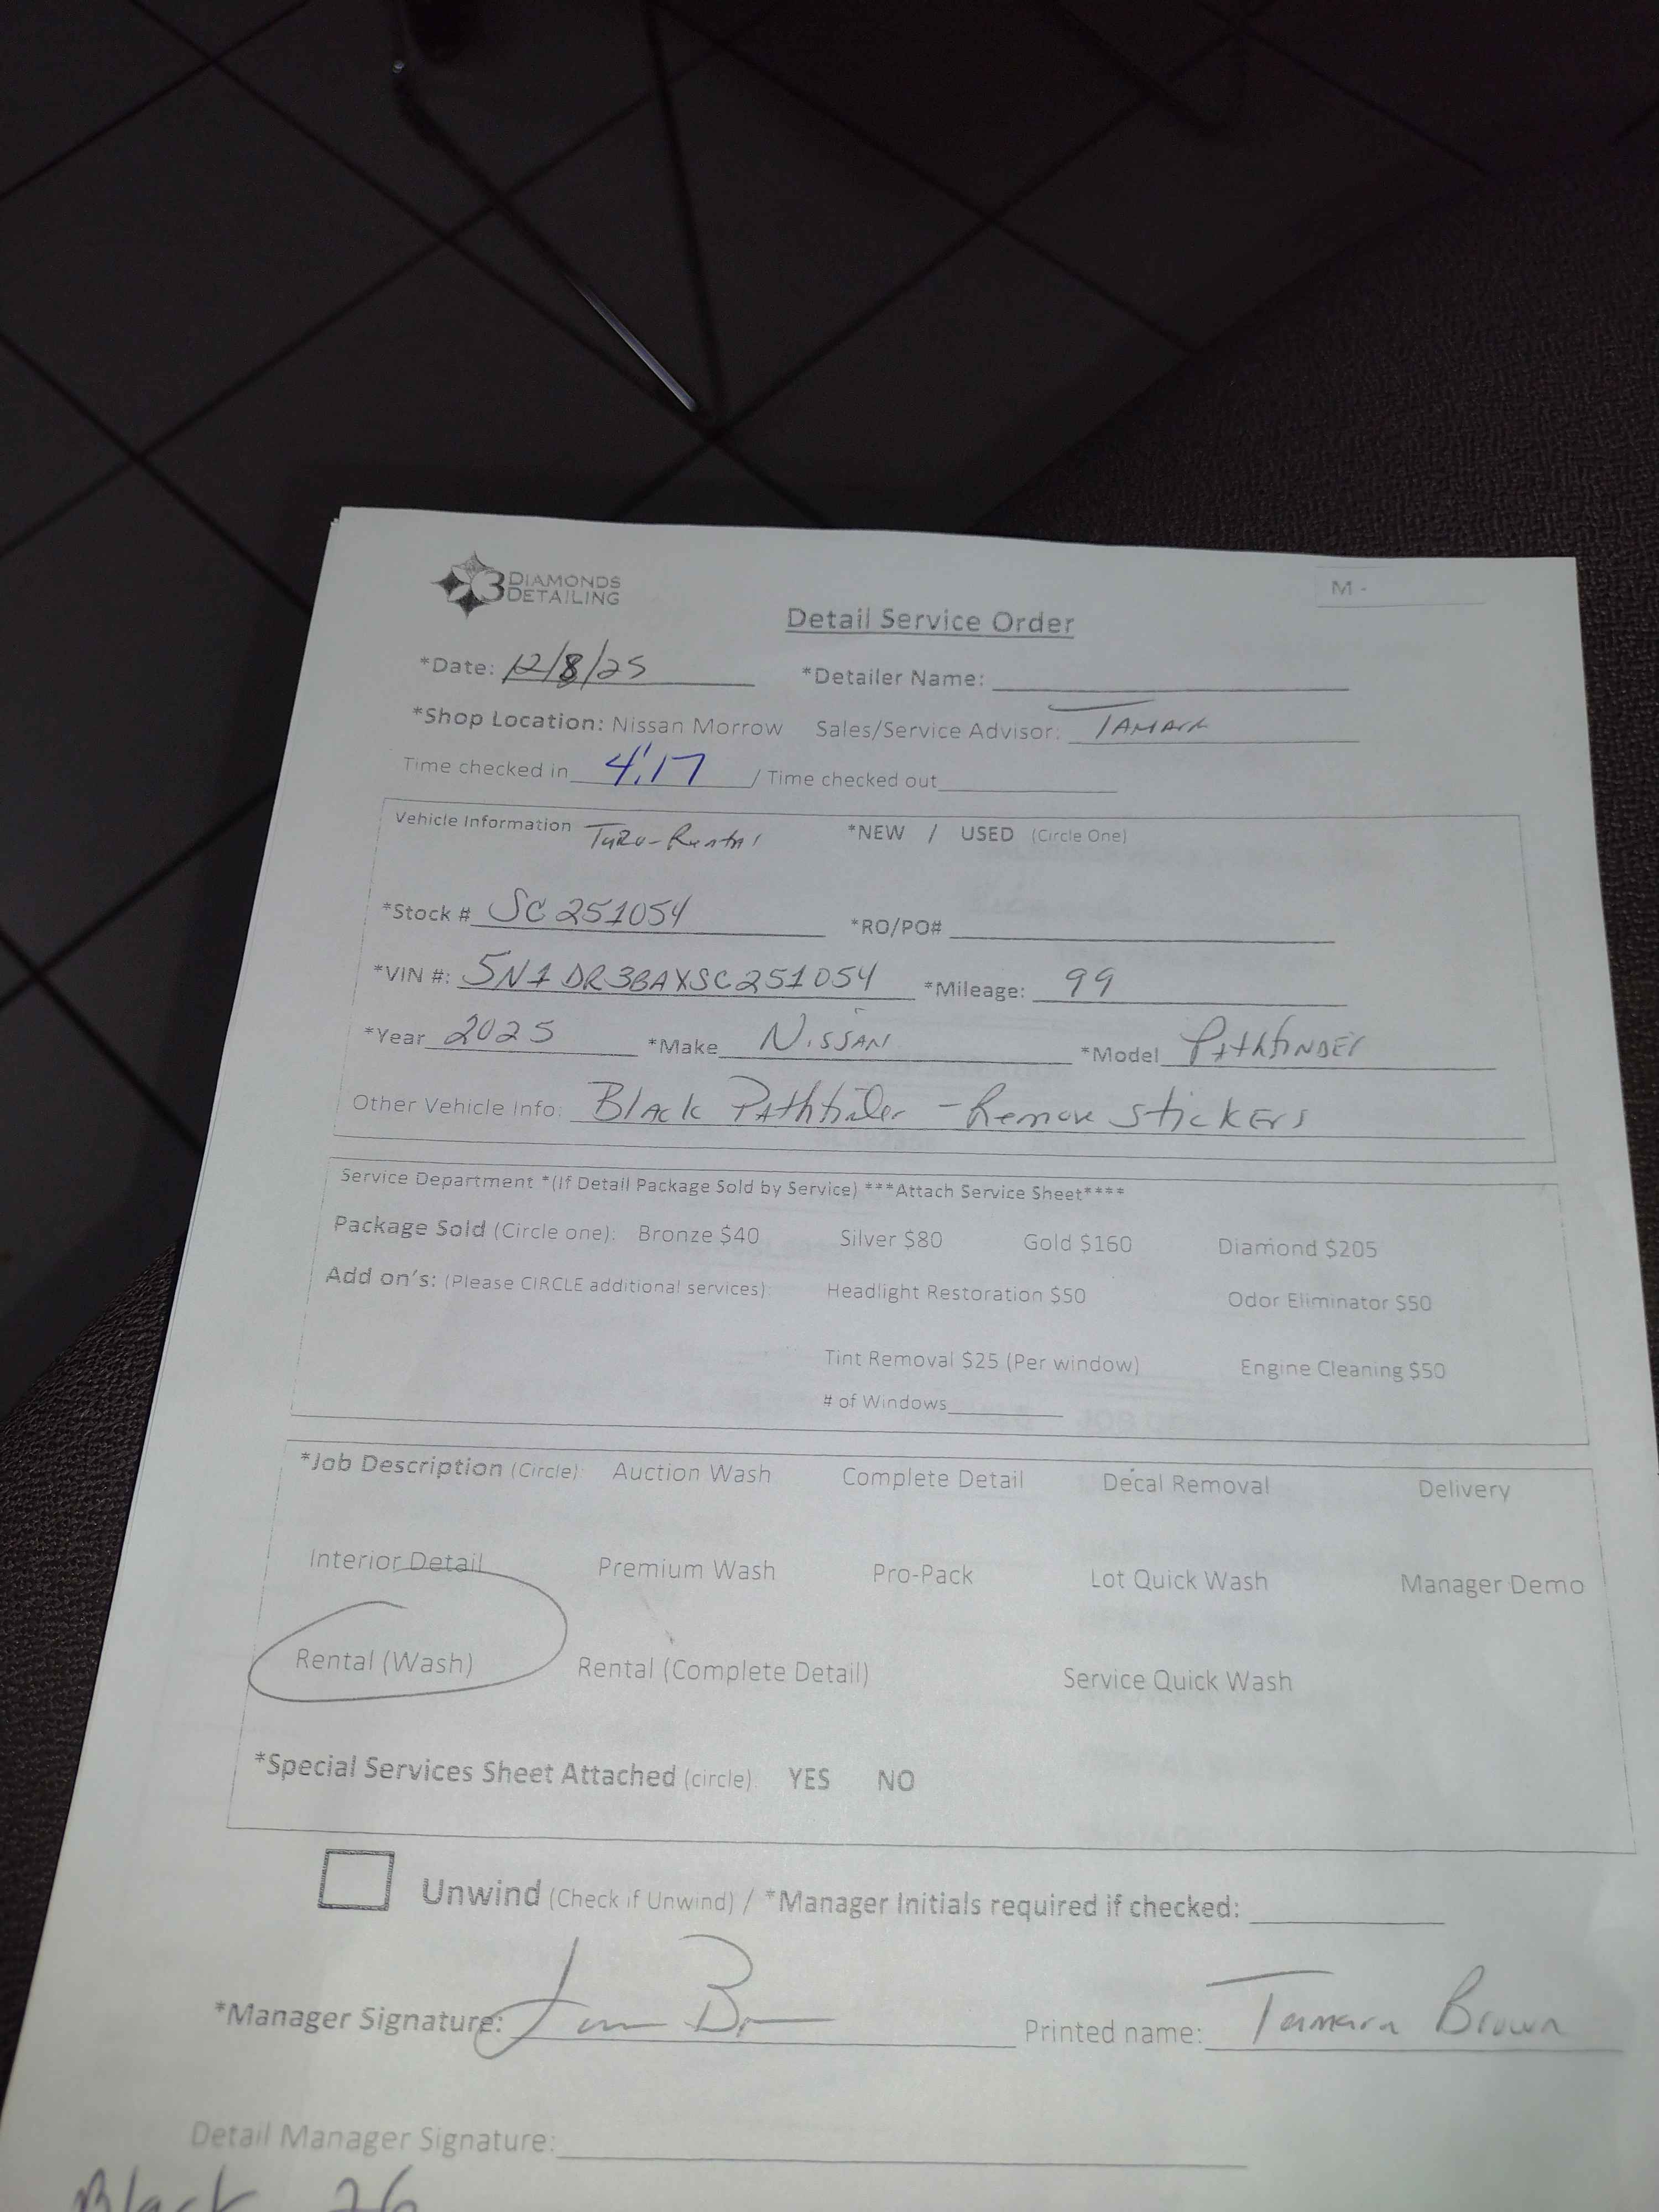 3 DIAMONDS DETAILING
M -
Detail Service Order
*Date: 12/8/25 *Detailer Name:
*Shop Location: Nissan Morrow Sales/Service Advisor: TAMARA
Time checked in 4:17 / Time checked out
Vehicle Information TuRo-Rental *NEW / USED (Circle One)
*Stock # SC251054 *RO/PO#
*VIN #: 5N1DR3BAXSC251054 *Mileage: 99
*Year 2025 *Make NiSSAN *Model PAthfiNDEr
Other Vehicle Info: Black PAthfinder - Remove stickers
Service Department *(If Detail Package Sold by Service) ***Attach Service Sheet****
Package Sold (Circle one): Bronze $40 Silver $80 Gold $160 Diamond $205
Add on's: (Please CIRCLE additional services): Headlight Restoration $50 Odor Eliminator $50
Tint Removal $25 (Per window) Engine Cleaning $50
# of Windows
*Job Description (Circle): Auction Wash Complete Detail Decal Removal Delivery
Interior Detail Premium Wash Pro-Pack Lot Quick Wash Manager Demo
Rental (Wash) Rental (Complete Detail) Service Quick Wash
*Special Services Sheet Attached (circle): YES NO
Unwind (Check if Unwind) / *Manager Initials required if checked:
*Manager Signature: Printed name: Tamara Brown
Detail Manager Signature:
Black 26